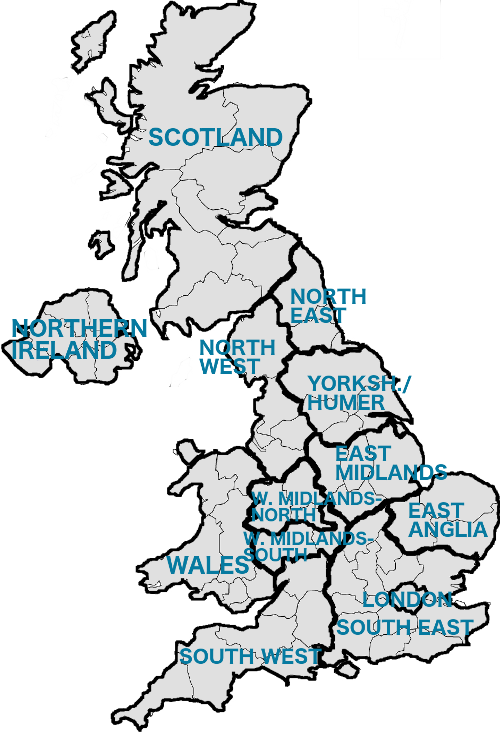 SCOTLAND
NORTH
EAST
NORTHERN
IRELAND
NORTH
WEST
YORKSH./
HUMER
EAST
MIDLANDS
W. MIDLANDS-
NORTH
EAST
ANGLIA
W. MIDLANDS-
SOUTH
WALES
LONDON
SOUTH EAST
SOUTH WEST